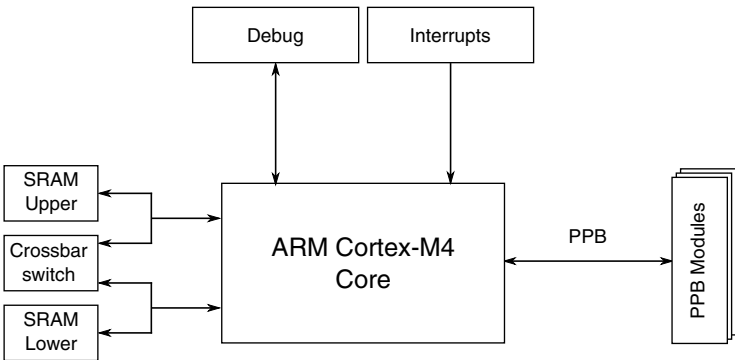 Debug
Interrupts
SRAM
Upper
Crossbar
switch
SRAM
Lower
ARM Cortex-M4
Core
PPB
PPB Modules